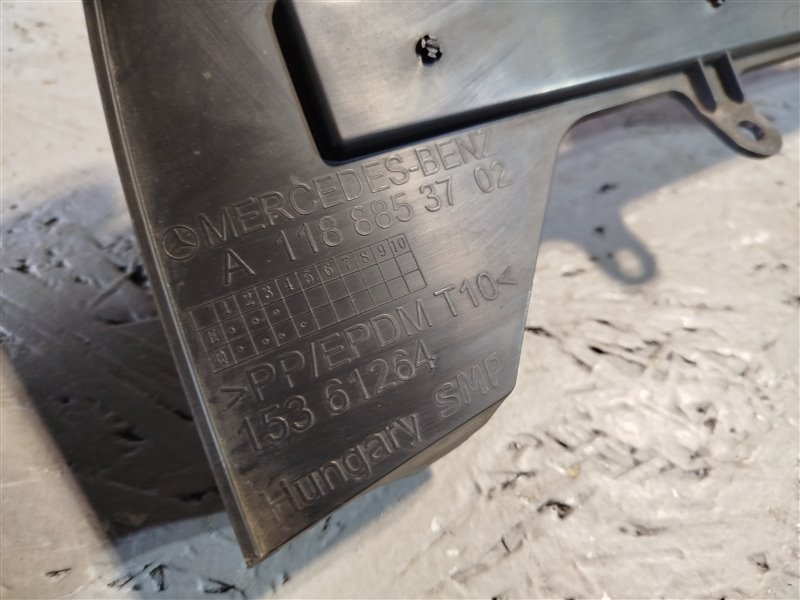 MERCEDES-BENZ
A 118 885 37 02
1 2 3 4 5 6 7 8 9 10
E
Q
>PP/EPDM T10<
153 61264
Hungary SMP